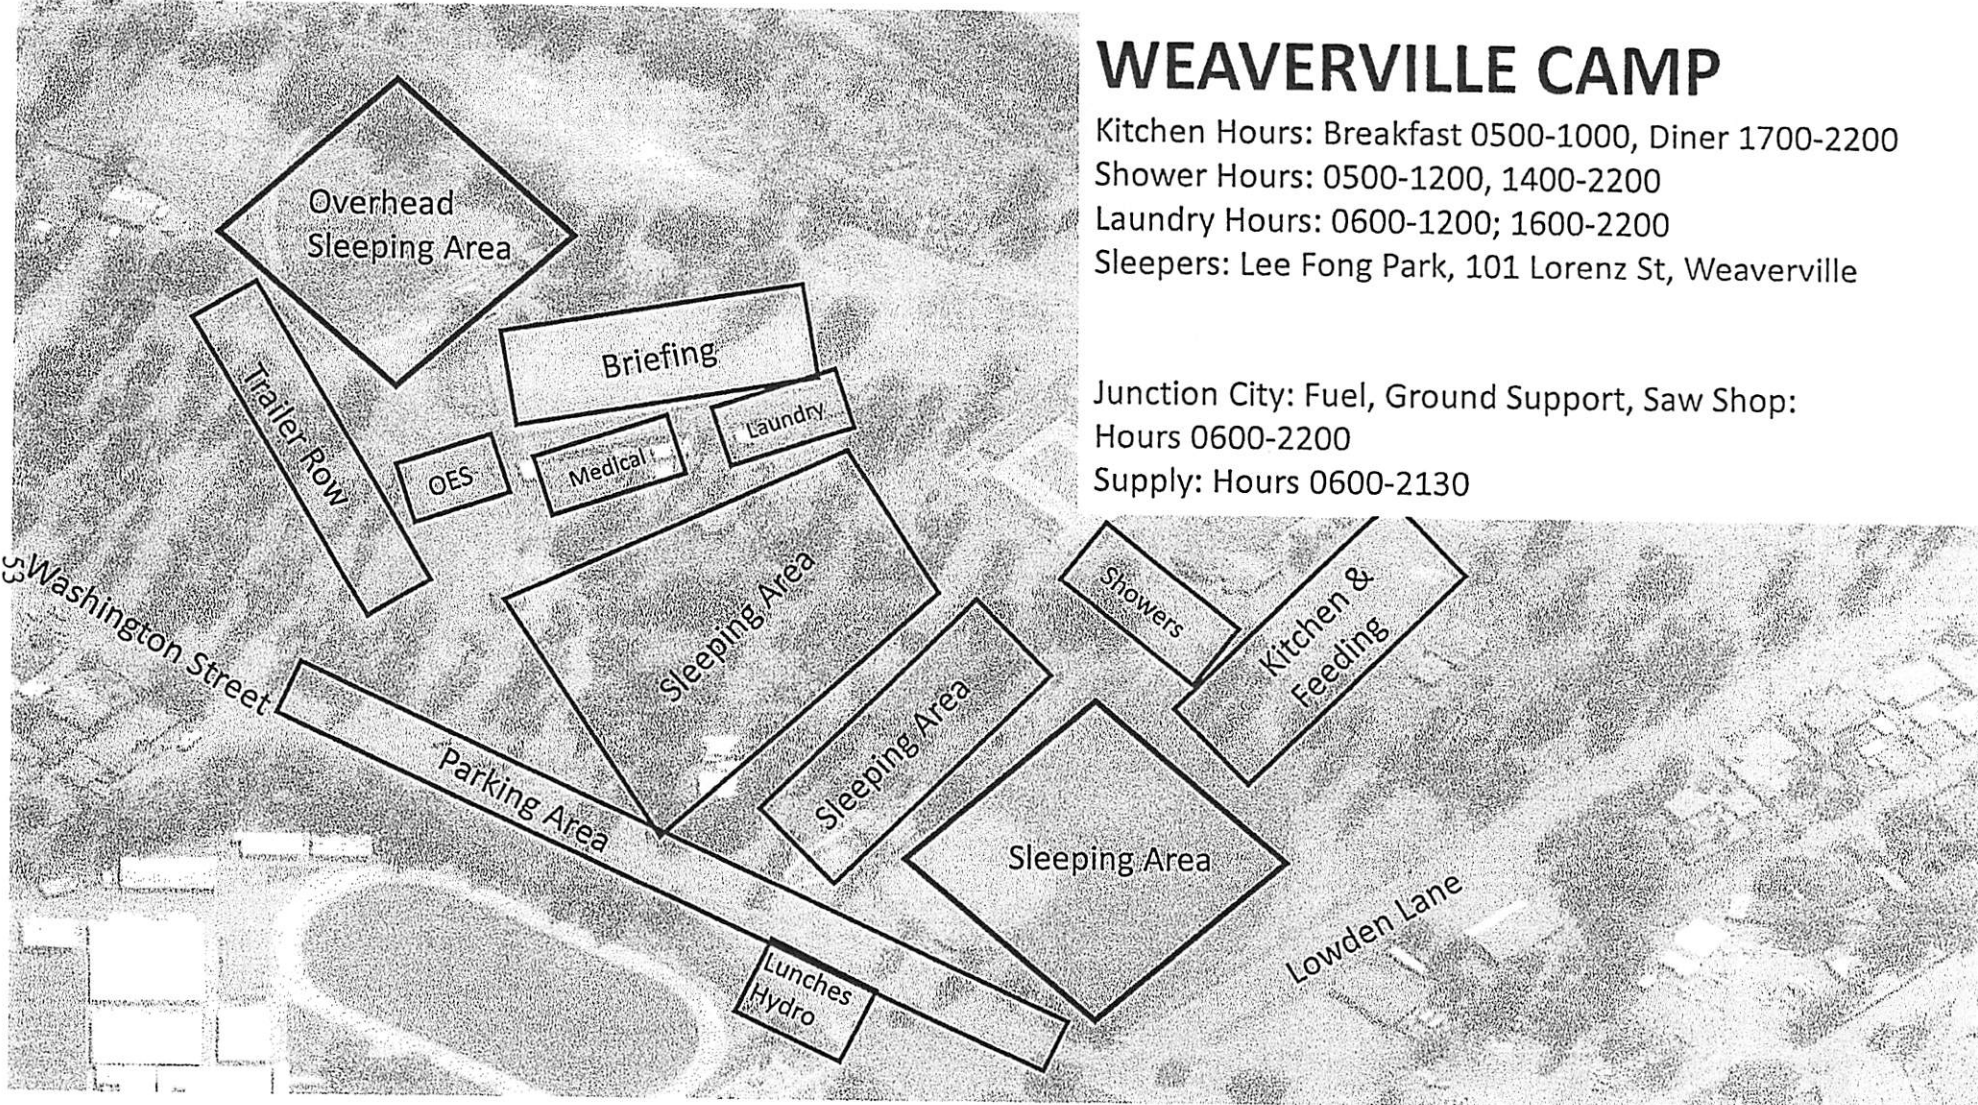 WEAVERVILLE CAMP
Kitchen Hours: Breakfast 0500-1000, Diner 1700-2200
Shower Hours: 0500-1200, 1400-2200
Laundry Hours: 0600-1200; 1600-2200
Sleepers: Lee Fong Park, 101 Lorenz St, Weaverville
Junction City: Fuel, Ground Support, Saw Shop:
Hours 0600-2200
Supply: Hours 0600-2130
Overhead
Sleeping Area
Trailer Row
Briefing
OES
Medical
Laundry
Sleeping Area
Showers
Kitchen &
Feeding
53
Washington Street
Parking Area
Sleeping Area
Sleeping Area
Lunches
Hydro
Lowden Lane